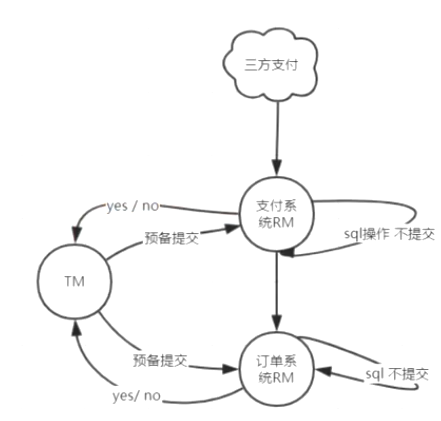 三方支付
yes / no
支付系
统RM
sql操作 不提交
预备提交
TM
预备提交
订单系
统RM
sql 不提交
yes/ no